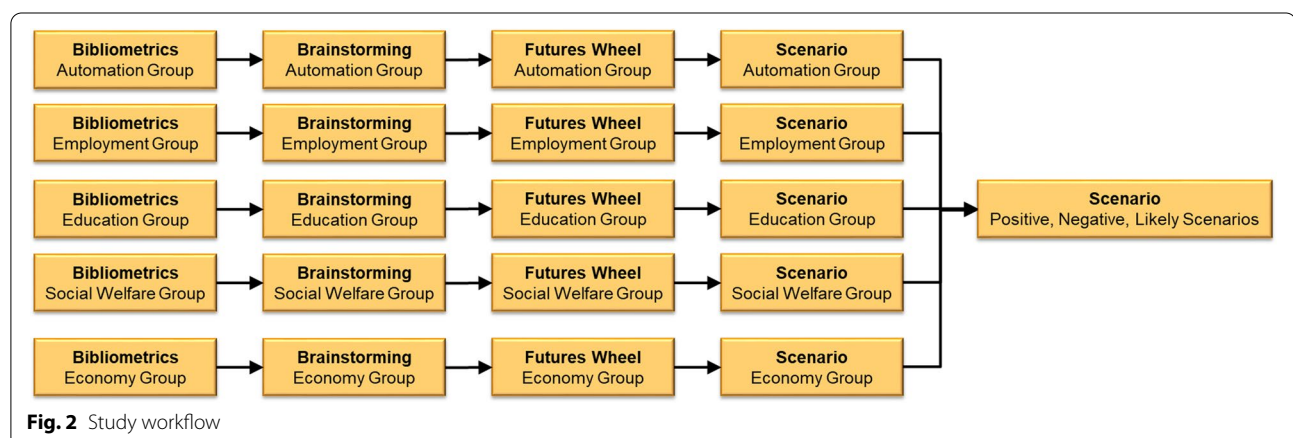 Bibliometrics
Automation Group
Brainstorming
Automation Group
Futures Wheel
Automation Group
Scenario
Automation Group
Bibliometrics
Employment Group
Brainstorming
Employment Group
Futures Wheel
Employment Group
Scenario
Employment Group
Bibliometrics
Education Group
Brainstorming
Education Group
Futures Wheel
Education Group
Scenario
Education Group
Scenario
Positive, Negative, Likely Scenarios
Bibliometrics
Social Welfare Group
Brainstorming
Social Welfare Group
Futures Wheel
Social Welfare Group
Scenario
Social Welfare Group
Bibliometrics
Economy Group
Brainstorming
Economy Group
Futures Wheel
Economy Group
Scenario
Economy Group
Fig. 2 Study workflow